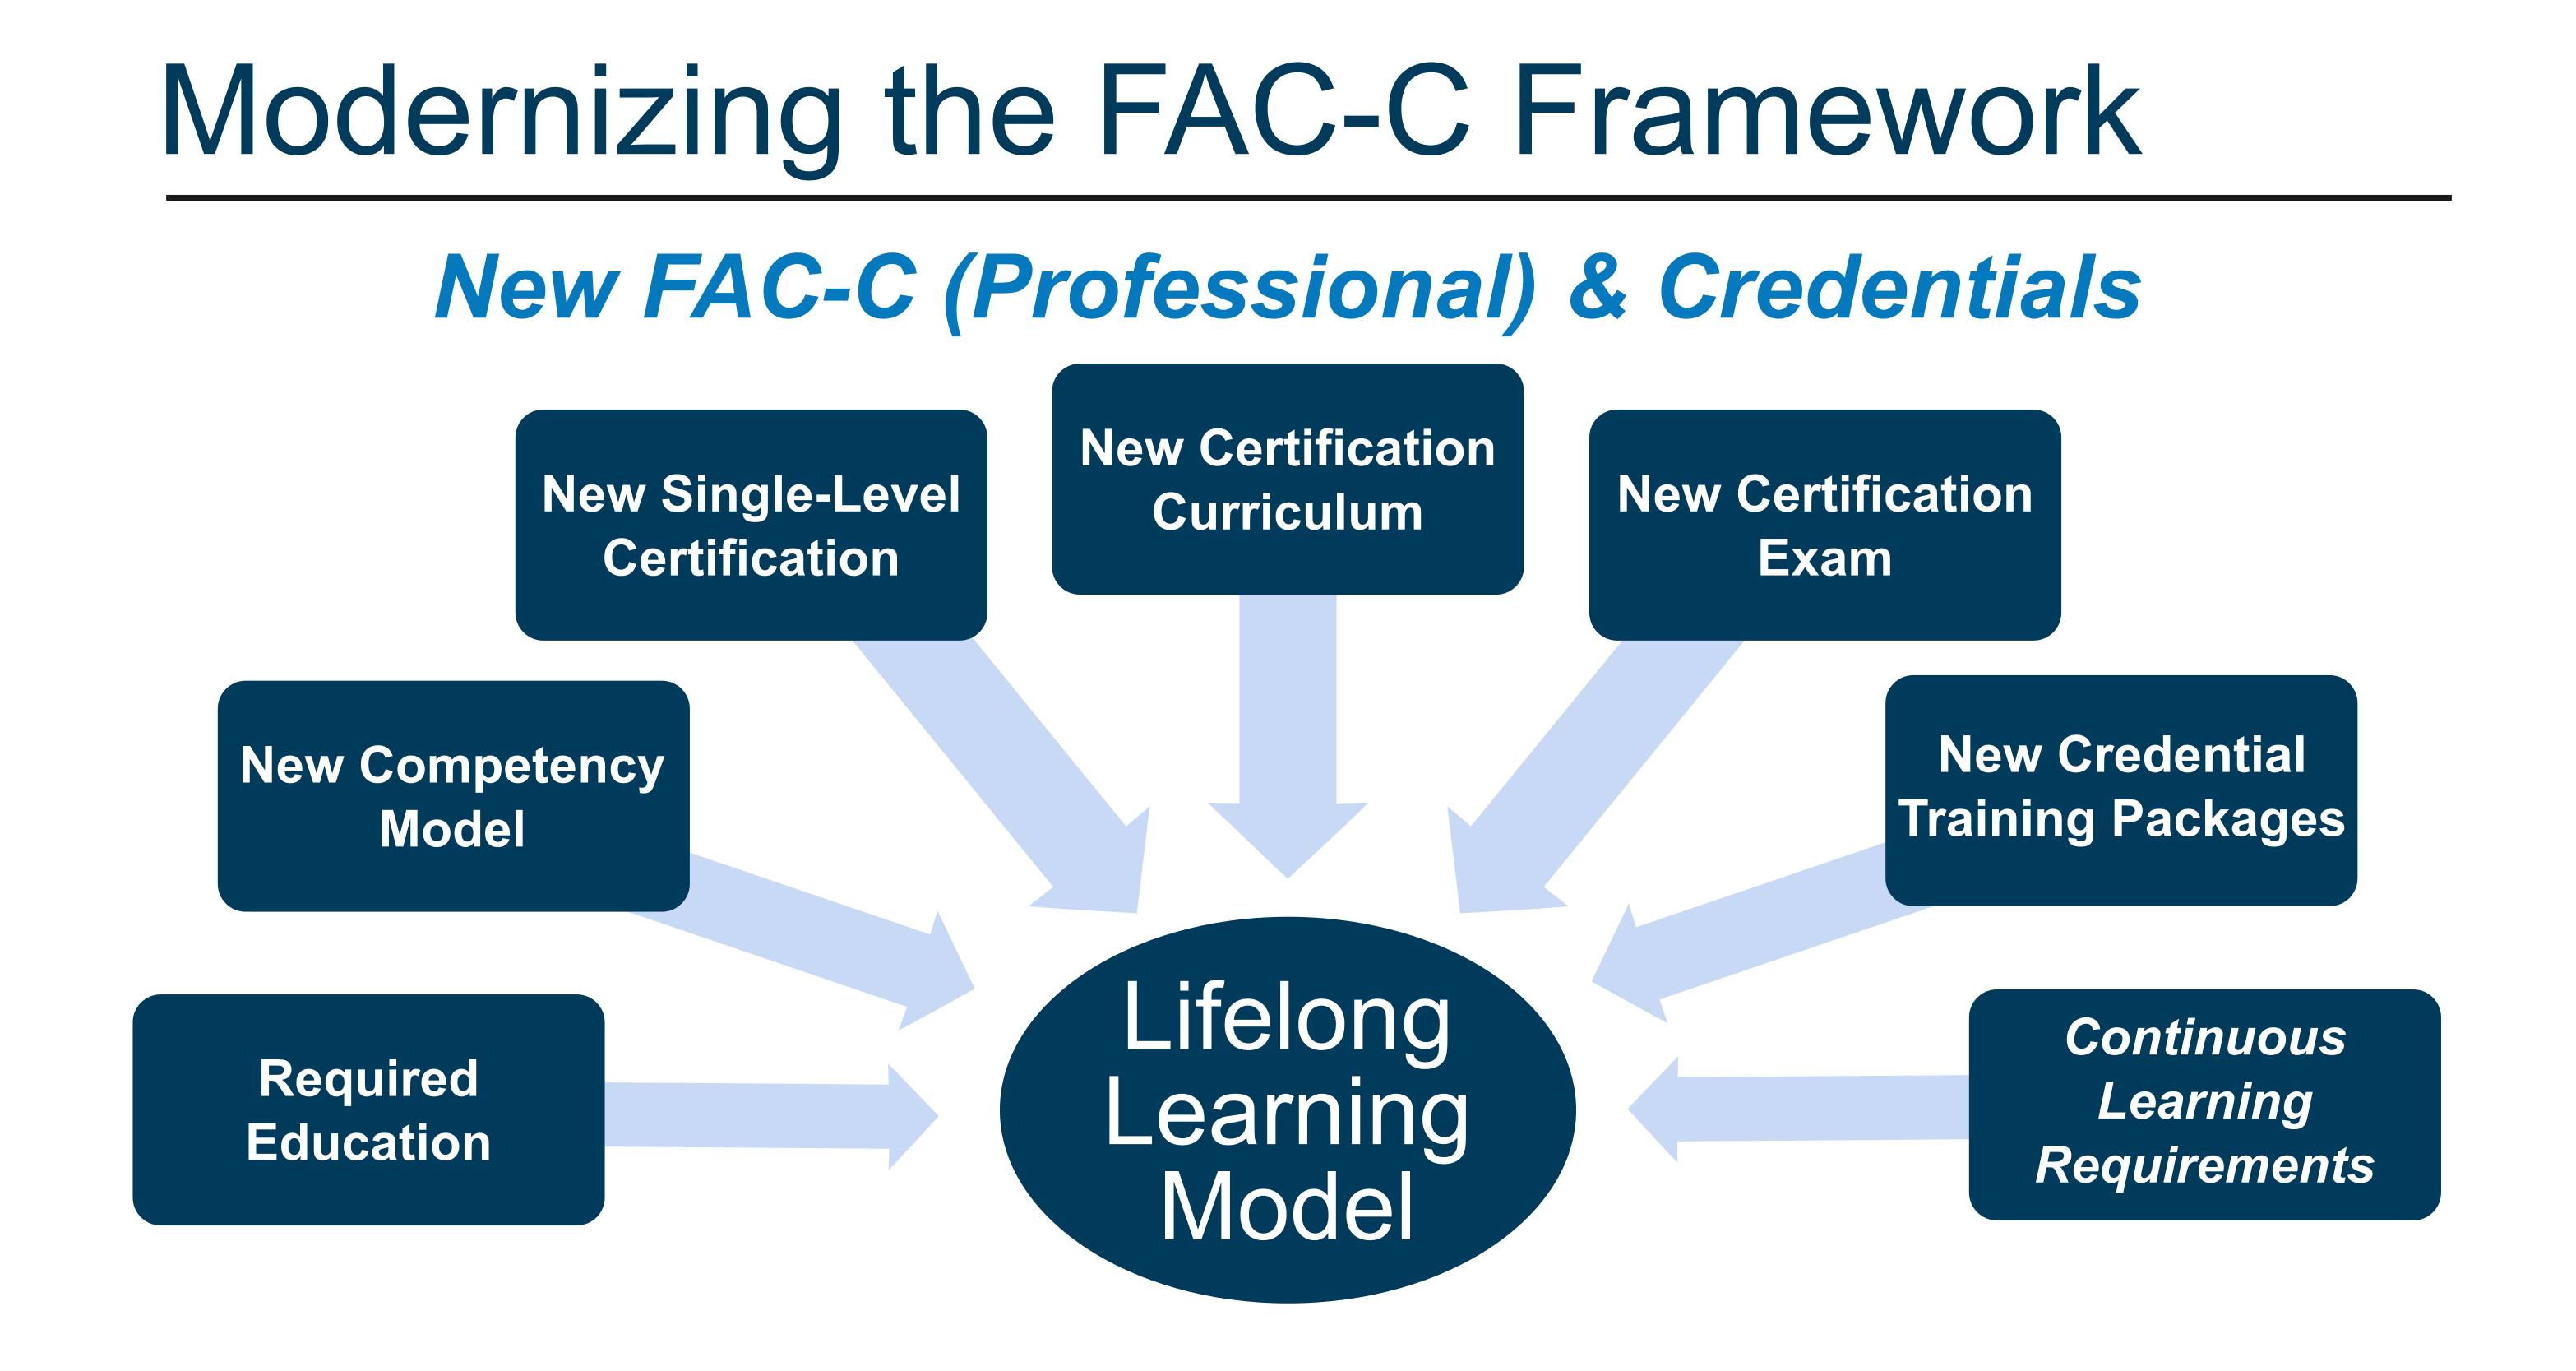 Modernizing the FAC-C Framework
New FAC-C (Professional) & Credentials
New Certification
Curriculum
New Single-Level
Certification
New Certification
Exam
New Competency
Model
New Credential
Training Packages
Required
Education
Lifelong
Learning
Model
Continuous
Learning
Requirements